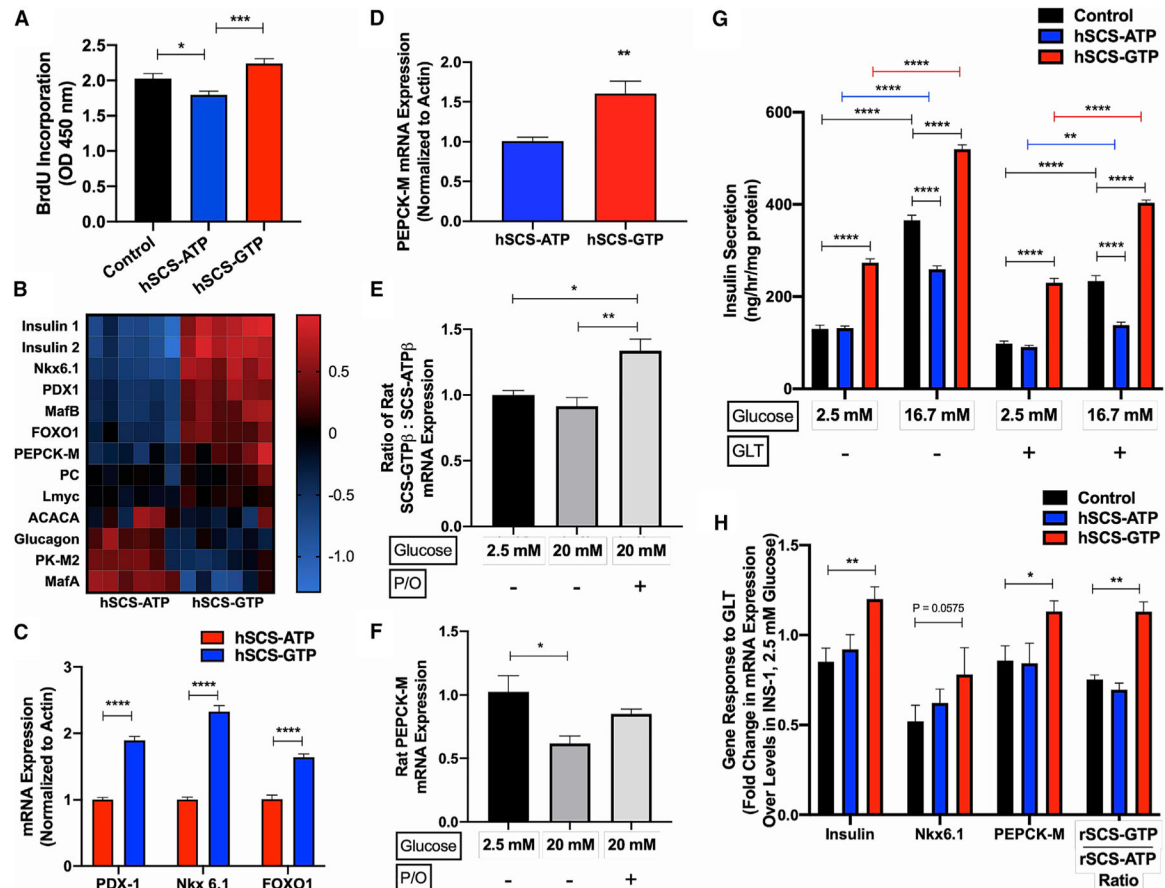 A
BrdU Incorporation
(OD 450 nm)
2.5
2.0
1.5
1.0
0.5
0.0
*
***
Control
hSCS-ATP
hSCS-GTP
B
Insulin 1
Insulin 2
Nkx6.1
PDX1
MafB
FOXO1
PEPCK-M
PC
Lmyc
ACACA
Glucagon
PK-M2
MafA
hSCS-ATP
hSCS-GTP
0.5
0
-0.5
-1.0
C
hSCS-ATP
hSCS-GTP
mRNA Expression
(Normalized to Actin)
3
2
1
0
****
****
****
PDX-1
Nkx 6.1
FOXO1
D
PEPCK-M mRNA Expression
(Normalized to Actin)
2.0
1.5
1.0
0.5
0.0
**
hSCS-ATP
hSCS-GTP
E
Ratio of Rat
SCS-GTPβ : SCS-ATPβ
mRNA Expression
1.5
1.0
0.5
0.0
*
**
Glucose
2.5 mM
20 mM
20 mM
P/O
-
-
+
F
Rat PEPCK-M
mRNA Expression
1.5
1.0
0.5
0.0
*
Glucose
2.5 mM
20 mM
20 mM
P/O
-
-
+
G
Control
hSCS-ATP
hSCS-GTP
Insulin Secretion
(ng/hr/mg protein)
600
400
200
0
****
****
****
****
****
****
****
**
****
****
****
****
Glucose
2.5 mM
16.7 mM
2.5 mM
16.7 mM
GLT
-
-
+
+
H
Control
hSCS-ATP
hSCS-GTP
Gene Response to GLT
(Fold Change in mRNA Expression
Over Levels in INS-1, 2.5 mM Glucose)
1.5
1.0
0.5
0.0
**
P = 0.0575
*
**
Insulin
Nkx6.1
PEPCK-M
rSCS-GTP
rSCS-ATP
Ratio